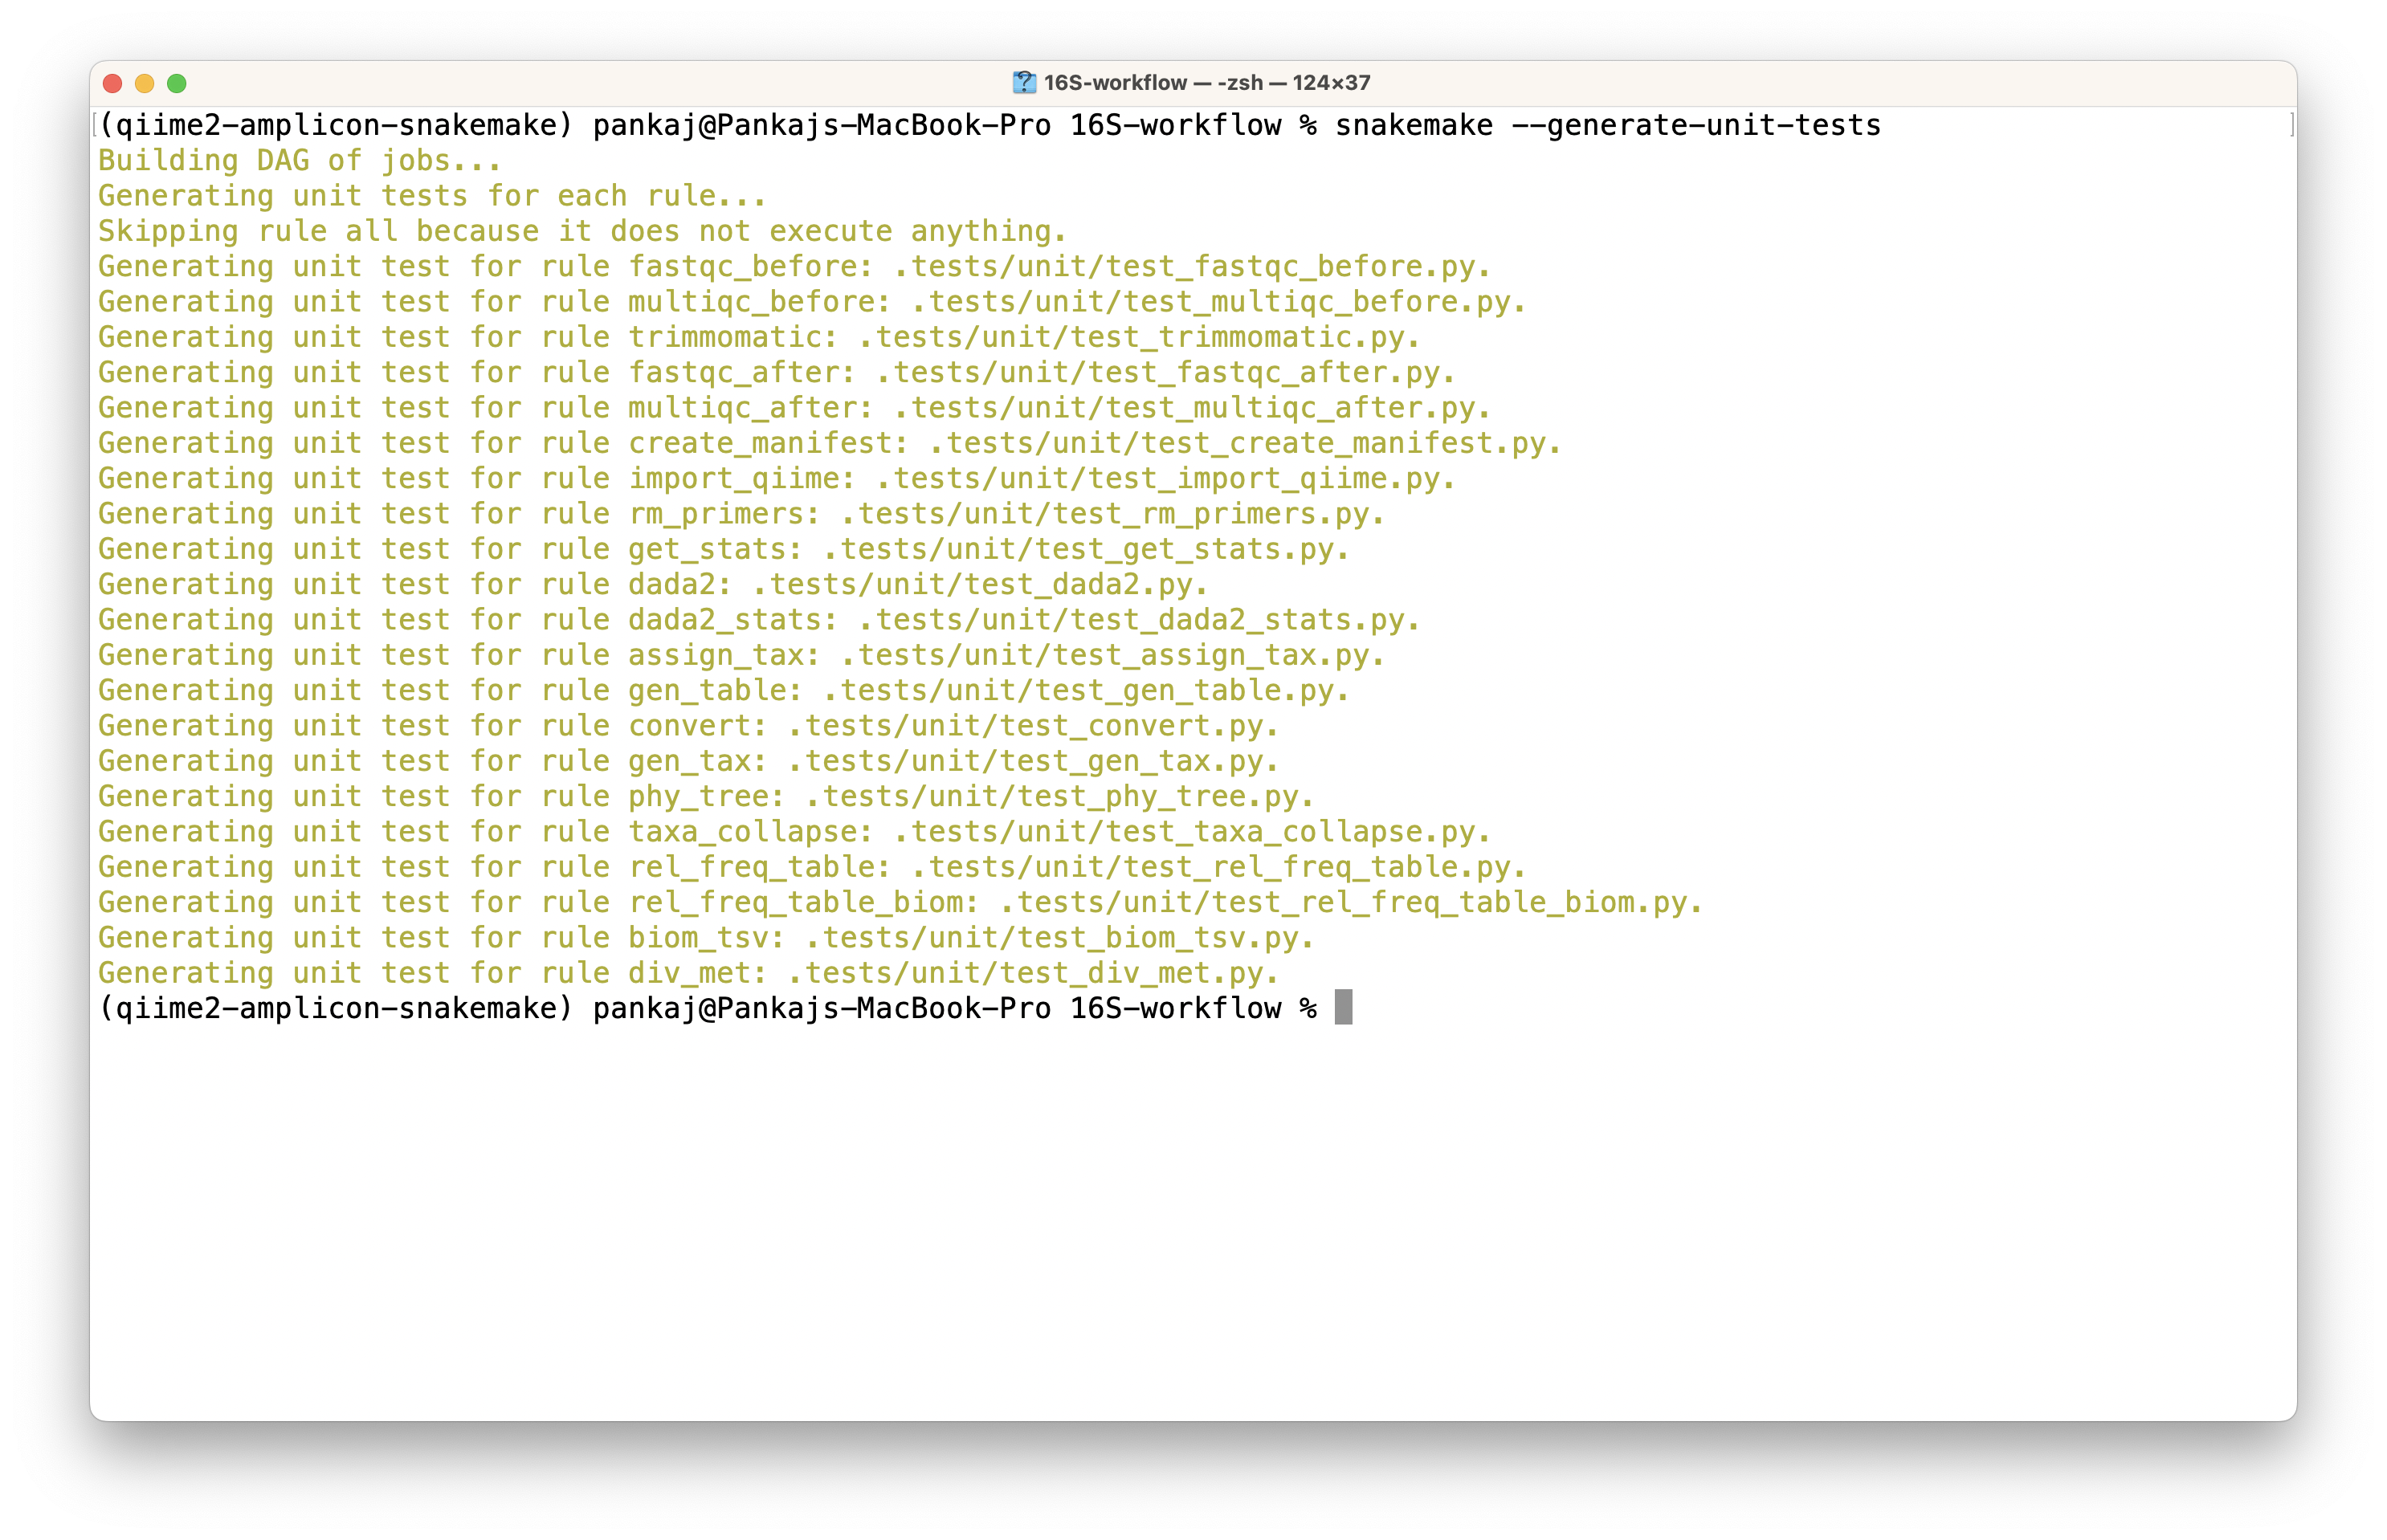 16S-workflow — -zsh — 124×37
(qiime2-amplicon-snakemake) pankaj@Pankajs-MacBook-Pro 16S-workflow % snakemake --generate-unit-tests
Building DAG of jobs...
Generating unit tests for each rule...
Skipping rule all because it does not execute anything.
Generating unit test for rule fastqc_before: .tests/unit/test_fastqc_before.py.
Generating unit test for rule multiqc_before: .tests/unit/test_multiqc_before.py.
Generating unit test for rule trimmomatic: .tests/unit/test_trimmomatic.py.
Generating unit test for rule fastqc_after: .tests/unit/test_fastqc_after.py.
Generating unit test for rule multiqc_after: .tests/unit/test_multiqc_after.py.
Generating unit test for rule create_manifest: .tests/unit/test_create_manifest.py.
Generating unit test for rule import_qiime: .tests/unit/test_import_qiime.py.
Generating unit test for rule rm_primers: .tests/unit/test_rm_primers.py.
Generating unit test for rule get_stats: .tests/unit/test_get_stats.py.
Generating unit test for rule dada2: .tests/unit/test_dada2.py.
Generating unit test for rule dada2_stats: .tests/unit/test_dada2_stats.py.
Generating unit test for rule assign_tax: .tests/unit/test_assign_tax.py.
Generating unit test for rule gen_table: .tests/unit/test_gen_table.py.
Generating unit test for rule convert: .tests/unit/test_convert.py.
Generating unit test for rule gen_tax: .tests/unit/test_gen_tax.py.
Generating unit test for rule phy_tree: .tests/unit/test_phy_tree.py.
Generating unit test for rule taxa_collapse: .tests/unit/test_taxa_collapse.py.
Generating unit test for rule rel_freq_table: .tests/unit/test_rel_freq_table.py.
Generating unit test for rule rel_freq_table_biom: .tests/unit/test_rel_freq_table_biom.py.
Generating unit test for rule biom_tsv: .tests/unit/test_biom_tsv.py.
Generating unit test for rule div_met: .tests/unit/test_div_met.py.
(qiime2-amplicon-snakemake) pankaj@Pankajs-MacBook-Pro 16S-workflow %